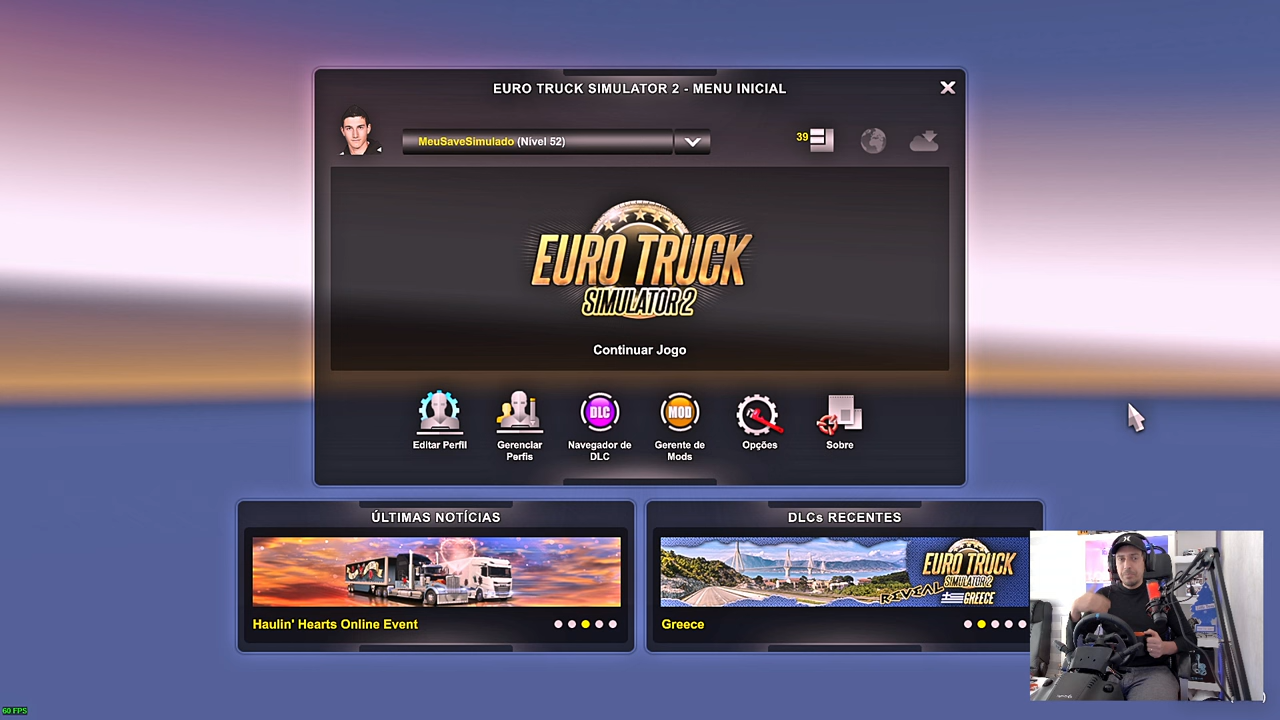 EURO TRUCK SIMULATOR 2 - MENU INICIAL
MeuSaveSimulado (Nível 52)
39
EURO TRUCK
SIMULATOR 2
Continuar Jogo
DLC
MOD
Editar Perfil
Gerenciar
Perfis
Navegador de
DLC
Gerente de
Mods
Opções
Sobre
ÚLTIMAS NOTÍCIAS
DLCs RECENTES
EURO TRUCK
SIMULATOR 2
GREECE
Haulin' Hearts Online Event
Greece
60 FPS